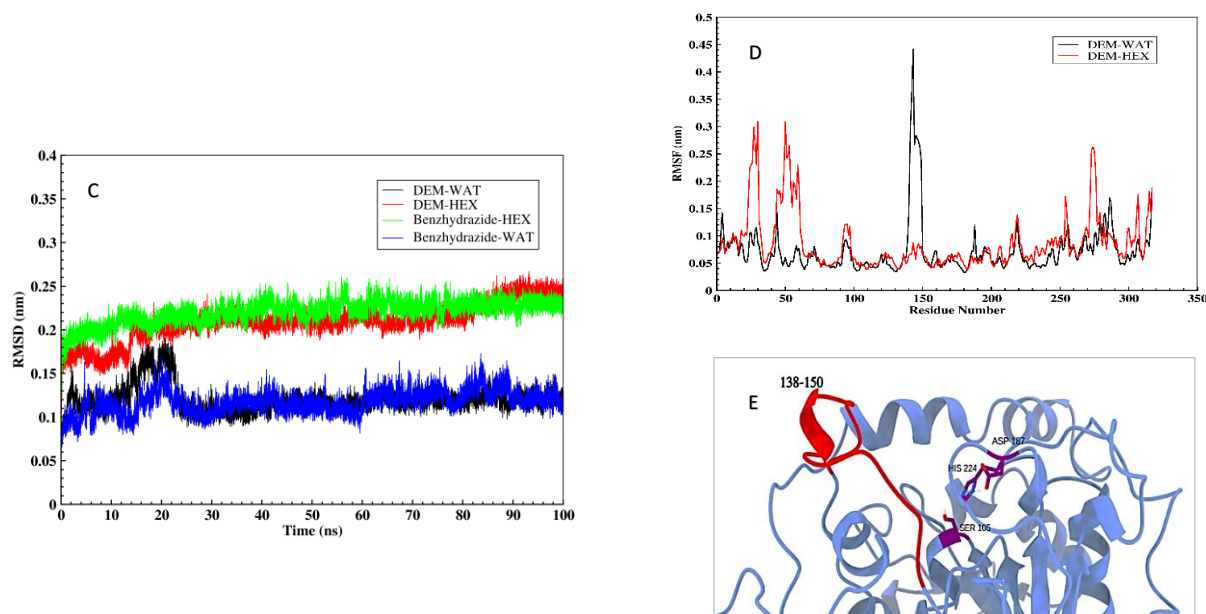 C
DEM-WAT
DEM-HEX
Benzhydrazide-HEX
Benzhydrazide-WAT
RMSD (nm)
0.4
0.35
0.3
0.25
0.2
0.15
0.1
0.05
0
0 10 20 30 40 50 60 70 80 90 100
Time (ns)
D
DEM-WAT
DEM-HEX
RMSF (nm)
0.5
0.45
0.4
0.35
0.3
0.25
0.2
0.15
0.1
0.05
0
0 50 100 150 200 250 300 350
Residue Number
138-150
E
ASP 187
HIS 224
SER 105